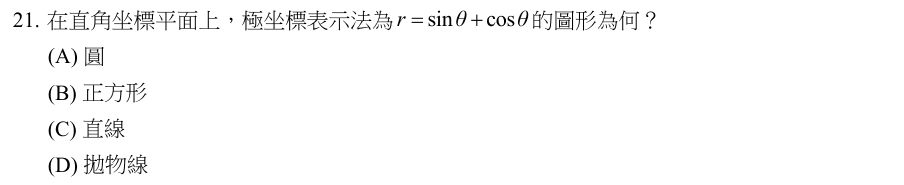 21. 在直角坐標平面上，極坐標表示法為 r = sinθ + cosθ 的圖形為何？
(A) 圓
(B) 正方形
(C) 直線
(D) 拋物線